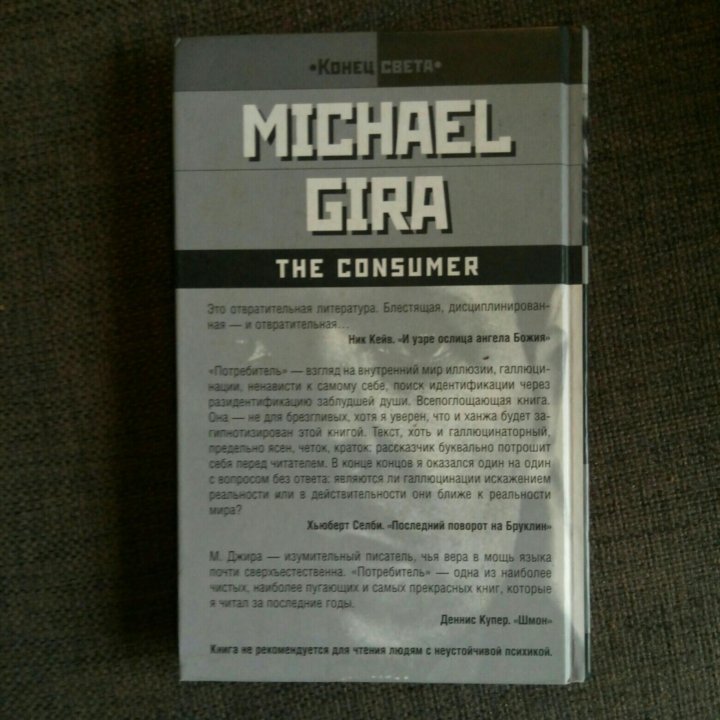 •Конец света•
MICHAEL
GIRA
THE CONSUMER
Это отвратительная литература. Блестящая, дисциплинирован-
ная — и отвратительная...
Ник Кейв. «И узре ослица ангела Божия»
«Потребитель» — взгляд на внутренний мир иллюзии, галлюци-
нации, ненависти к самому себе, поиск идентификации через
разидентификацию заблудшей души. Всепоглощающая книга.
Она — не для брезгливых, хотя я уверен, что и ханжа будет за-
гипнотизирован этой книгой. Текст, хоть и галлюцинаторный,
предельно ясен, четок, краток: рассказчик буквально потрошит
себя перед читателем. В конце концов я оказался один на один
с вопросом без ответа: являются ли галлюцинации искажением
реальности или в действительности они ближе к реальности
мира?
Хьюберт Селби. «Последний поворот на Бруклин»
М. Джира — изумительный писатель, чья вера в мощь языка
почти сверхъестественна. «Потребитель» — одна из наиболее
чистых, наиболее пугающих и самых прекрасных книг, которые
я читал за последние годы.
Деннис Купер. «Шмон»
Книга не рекомендуется для чтения людям с неустойчивой психикой.